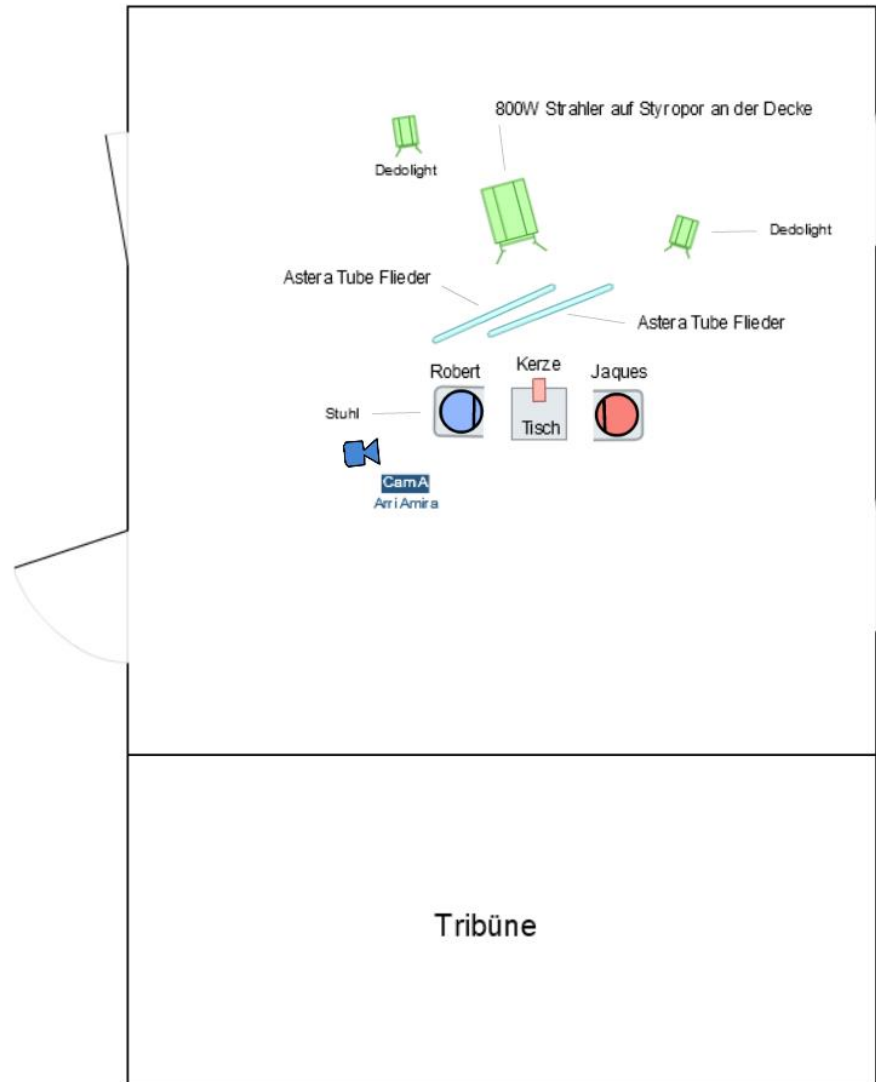 800W Strahler auf Styropor an der Decke
Dedolight
Dedolight
Astera Tube Flieder
Astera Tube Flieder
Robert
Kerze
Jaques
Stuhl
Tisch
Cam A
Arri Amira
Tribüne